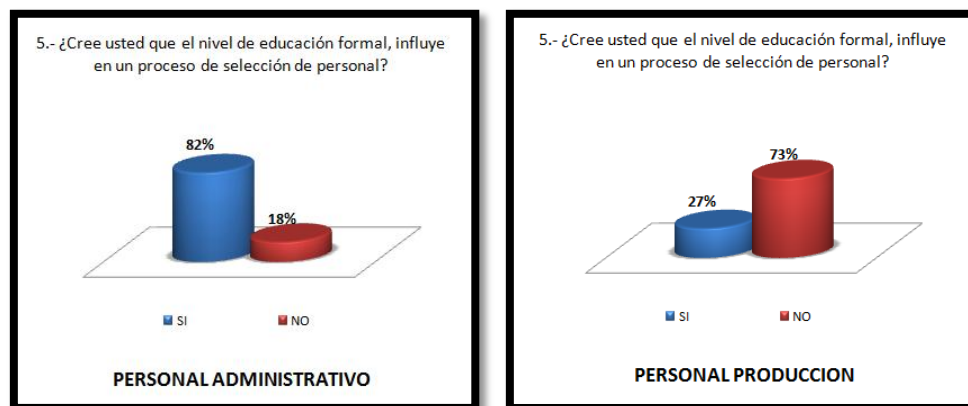 5.- ¿Cree usted que el nivel de educación formal, influye
en un proceso de selección de personal?
82%
18%
SI
NO
PERSONAL ADMINISTRATIVO
5.- ¿Cree usted que el nivel de educación formal, influye
en un proceso de selección de personal?
73%
27%
SI
NO
PERSONAL PRODUCCION